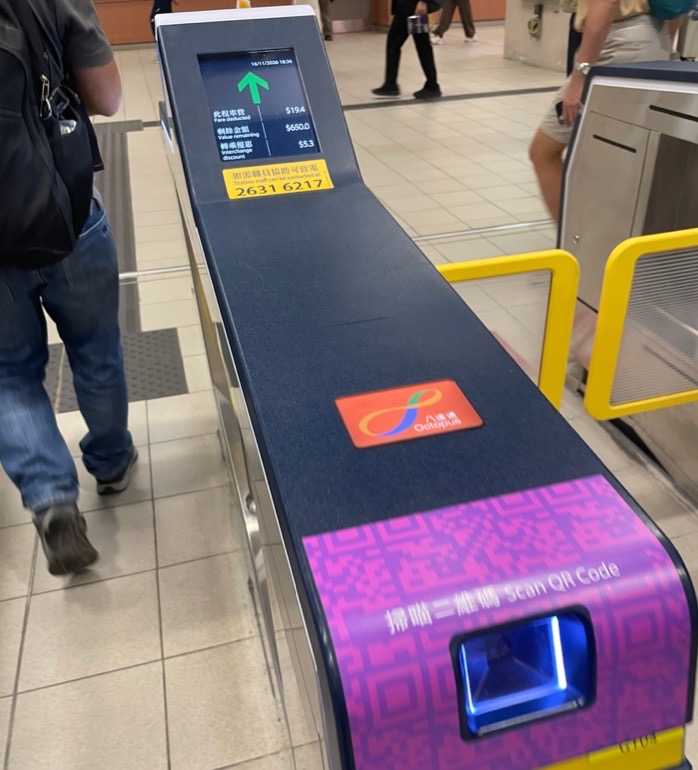 16/11/2026 18:36
此程車費
Fare deducted
$19.4
剩餘金額
Value remaining
$650.0
轉乘優惠
Interchange
discount
$5.3
如需職員協助可致電
Station staff can be contacted at
2631 6217
八達通
Octopus
掃瞄二維碼 Scan QR Code